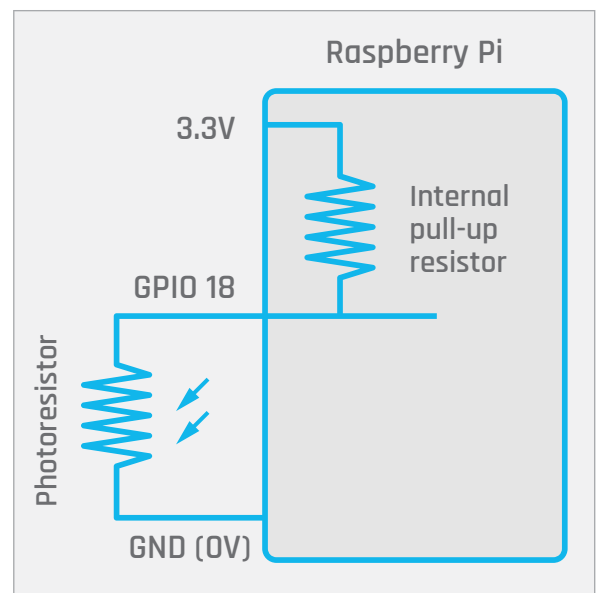 Raspberry Pi
3.3V
Internal
pull-up
resistor
GPIO 18
Photoresistor
GND (0V)